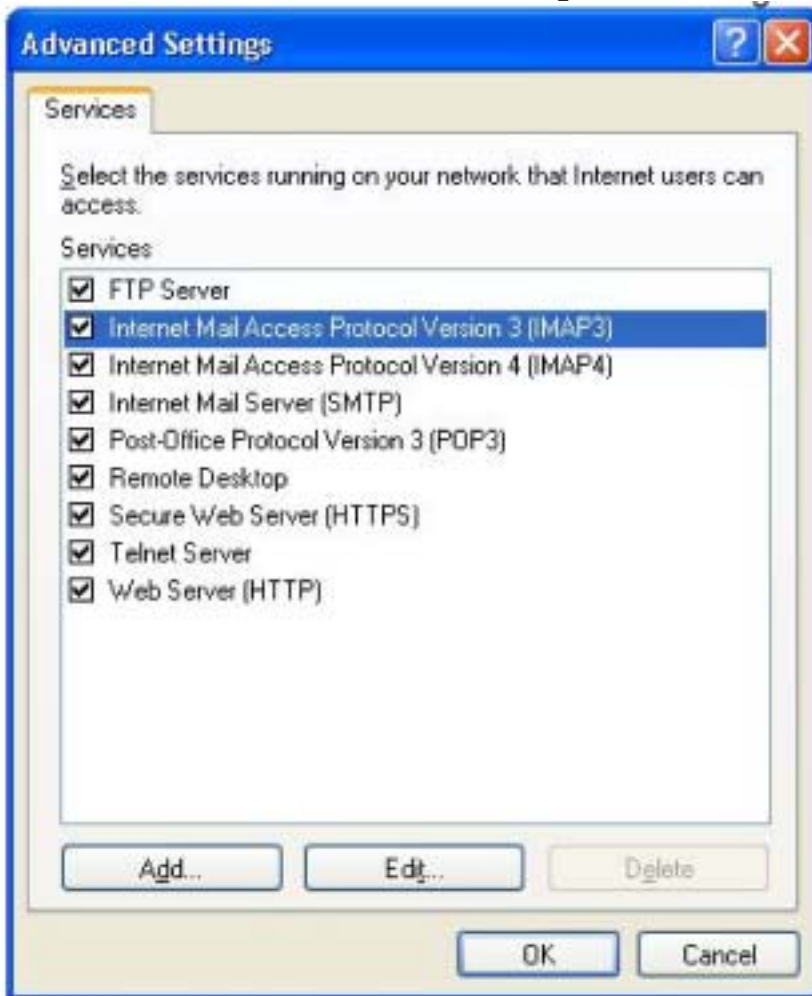 Advanced Settings
Services
Select the services running on your network that Internet users can
access.
Services
FTP Server
Internet Mail Access Protocol Version 3 (IMAP3)
Internet Mail Access Protocol Version 4 (IMAP4)
Internet Mail Server (SMTP)
Post-Office Protocol Version 3 (POP3)
Remote Desktop
Secure Web Server (HTTPS)
Telnet Server
Web Server (HTTP)
Add...
Edit...
Delete
OK
Cancel